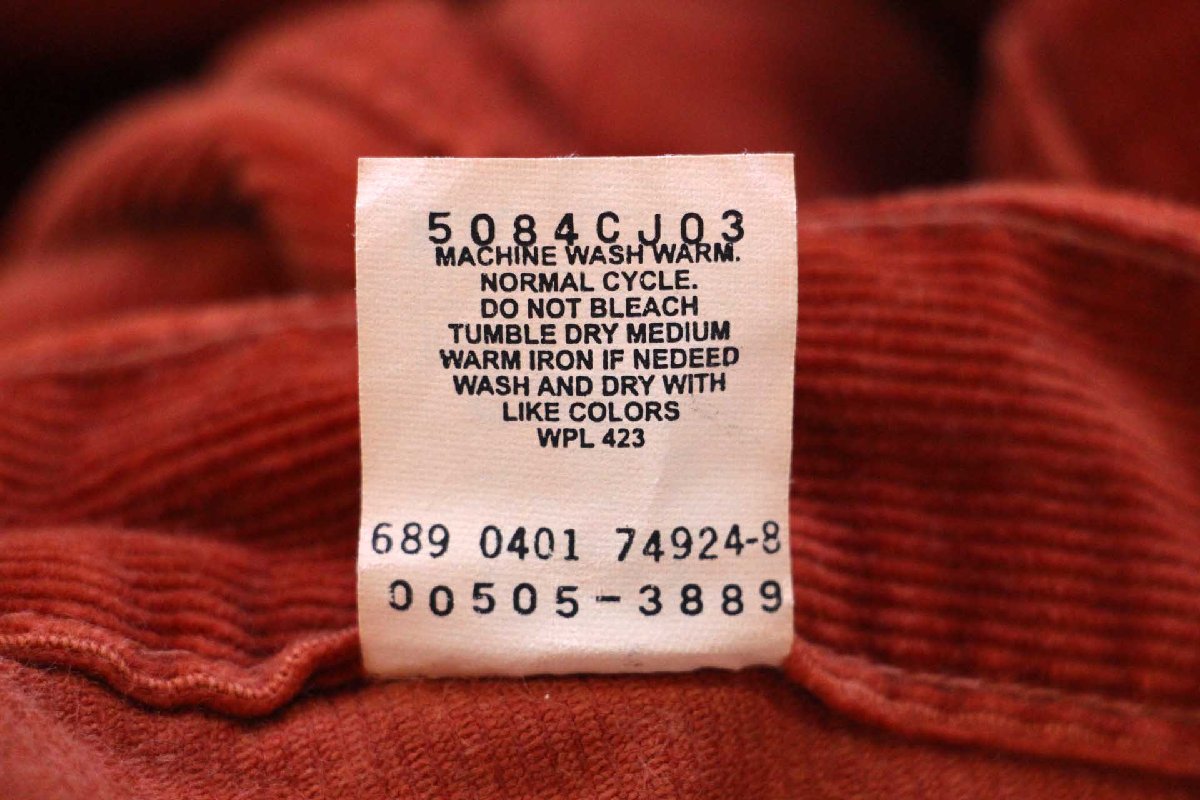 5084CJ03
MACHINE WASH WARM.
NORMAL CYCLE.
DO NOT BLEACH
TUMBLE DRY MEDIUM
WARM IRON IF NEDEED
WASH AND DRY WITH
LIKE COLORS
WPL 423
689 0401 74924-8
00505-3889